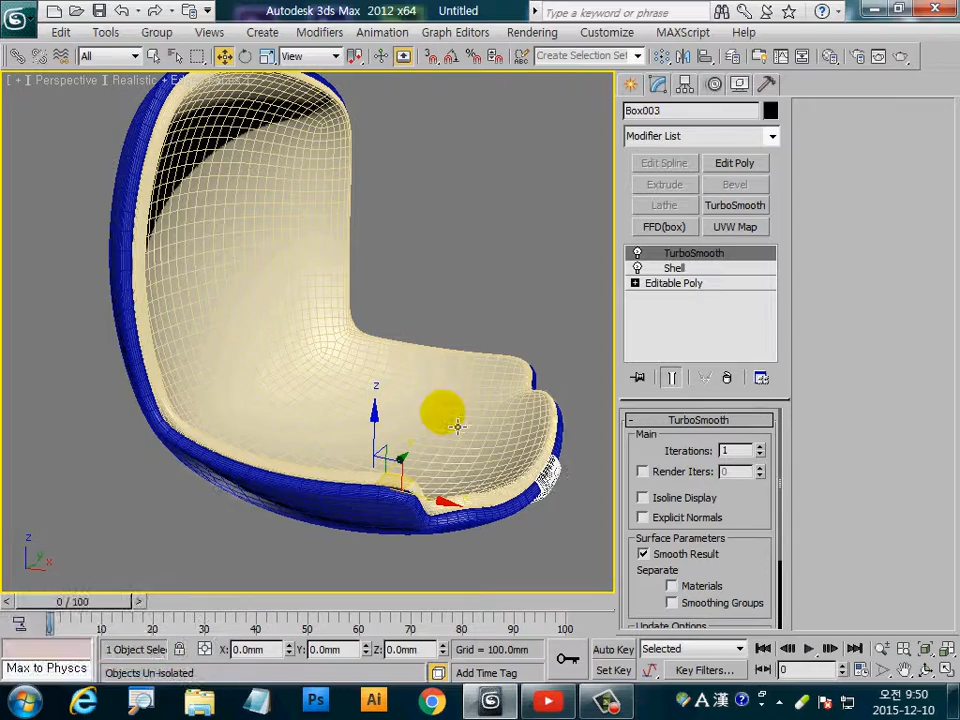 Autodesk 3ds Max 2012 x64 Untitled
Type a keyword or phrase
Edit Tools Group Views Create Modifiers Animation Graph Editors Rendering Customize MAXScript Help
All View Create Selection Set
[ + ] Perspective ] Realistic +
Box003
Modifier List
Edit Spline Edit Poly
Extrude Bevel
Lathe TurboSmooth
FFD(box) UVW Map
TurboSmooth
Shell
Editable Poly
z
- TurboSmooth
Main
Iterations: 1
Render Iters: 0
Isoline Display
Explicit Normals
Surface Parameters
Smooth Result
Separate
Materials
Smoothing Groups
Update Options
z
y
x
< 0 / 100 >
0 10 20 30 40 50 60 70 80 90 100
1 Object Sele X: 0.0mm Y: 0.0mm Z: 0.0mm Grid = 100.0mm Auto Key Selected
Max to Physcs Objects Un-isolated. Add Time Tag Set Key Key Filters... 0
Ps Ai A 漢 오전 9:50
2015-12-10